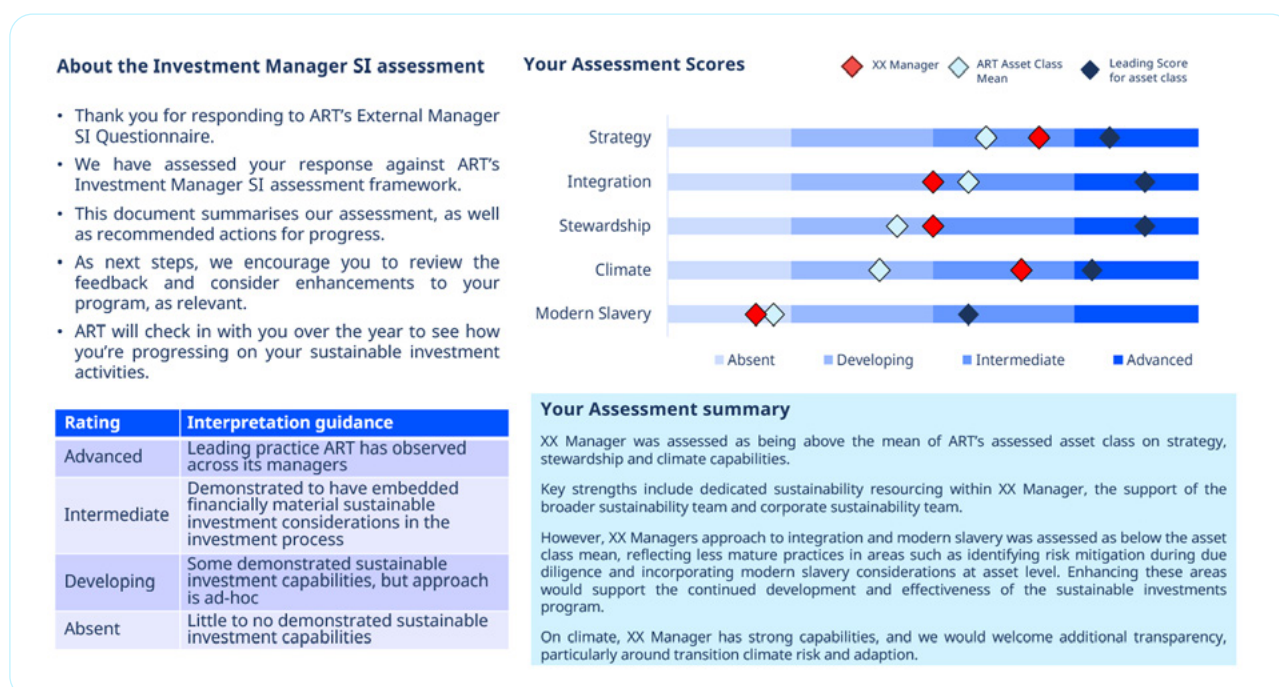 About the Investment Manager SI assessment
• Thank you for responding to ART's External Manager
SI Questionnaire.
• We have assessed your response against ART's
Investment Manager SI assessment framework.
• This document summarises our assessment, as well
as recommended actions for progress.
• As next steps, we encourage you to review the
feedback and consider enhancements to your
program, as relevant.
• ART will check in with you over the year to see how
you're progressing on your sustainable investment
activities.
Rating Interpretation guidance
Advanced Leading practice ART has observed
across its managers
Intermediate Demonstrated to have embedded
financially material sustainable
investment considerations in the
investment process
Developing Some demonstrated sustainable
investment capabilities, but approach
is ad-hoc
Absent Little to no demonstrated sustainable
investment capabilities
Your Assessment Scores
XX Manager
ART Asset Class
Mean
Leading Score
for asset class
Strategy
Integration
Stewardship
Climate
Modern Slavery
Absent Developing Intermediate Advanced
Your Assessment summary
XX Manager was assessed as being above the mean of ART's assessed asset class on strategy,
stewardship and climate capabilities.
Key strengths include dedicated sustainability resourcing within XX Manager, the support of the
broader sustainability team and corporate sustainability team.
However, XX Managers approach to integration and modern slavery was assessed as below the asset
class mean, reflecting less mature practices in areas such as identifying risk mitigation during due
diligence and incorporating modern slavery considerations at asset level. Enhancing these areas
would support the continued development and effectiveness of the sustainable investments
program.
On climate, XX Manager has strong capabilities, and we would welcome additional transparency,
particularly around transition climate risk and adaption.